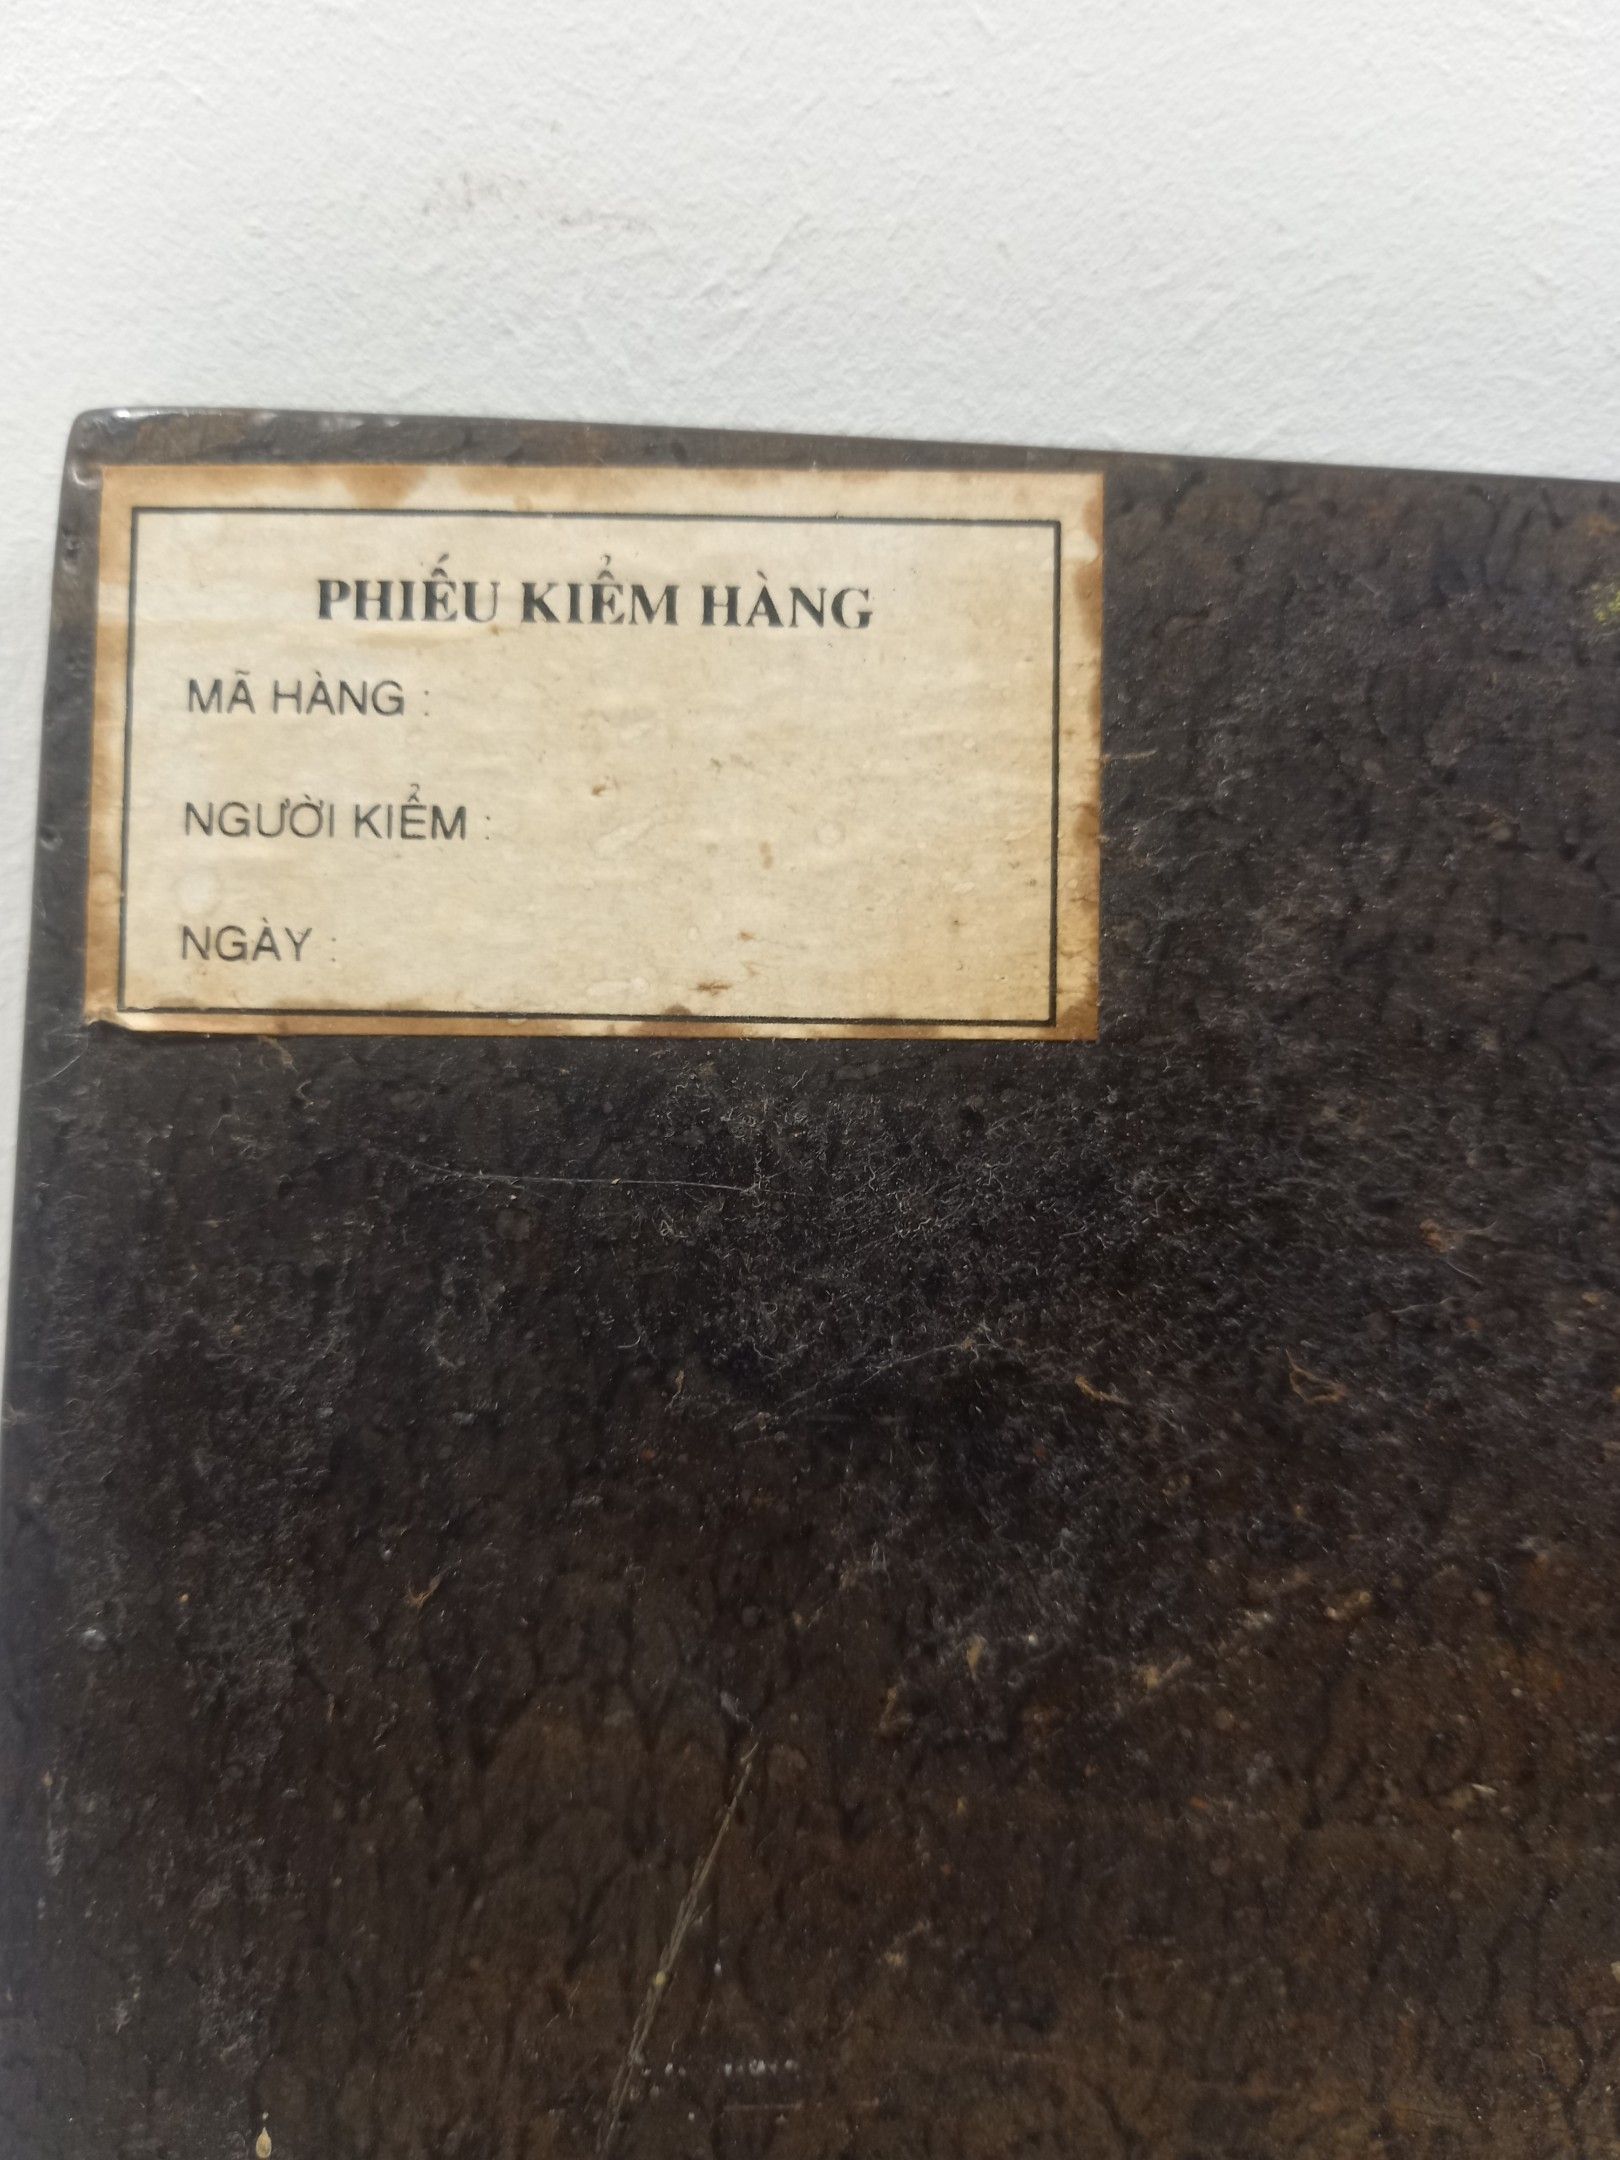 PHIẾU KIỂM HÀNG
MÃ HÀNG :
NGƯỜI KIỂM :
NGÀY :